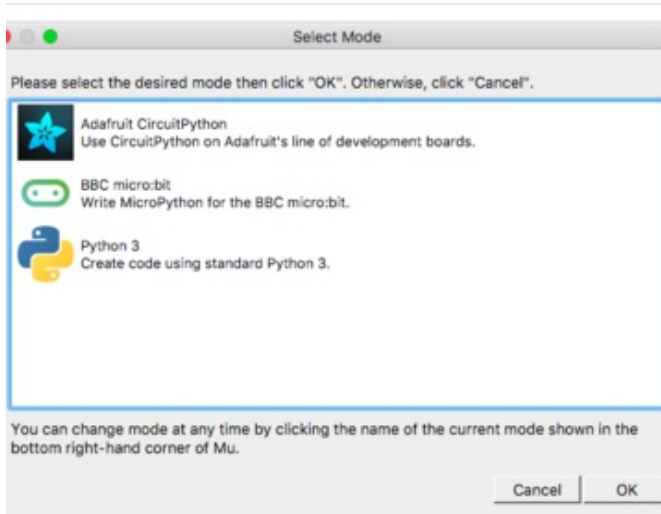 Select Mode
Please select the desired mode then click "OK". Otherwise, click "Cancel".
Adafruit CircuitPython
Use CircuitPython on Adafruit's line of development boards.
BBC micro:bit
Write MicroPython for the BBC micro:bit.
Python 3
Create code using standard Python 3.
You can change mode at any time by clicking the name of the current mode shown in the
bottom right-hand corner of Mu.
Cancel OK